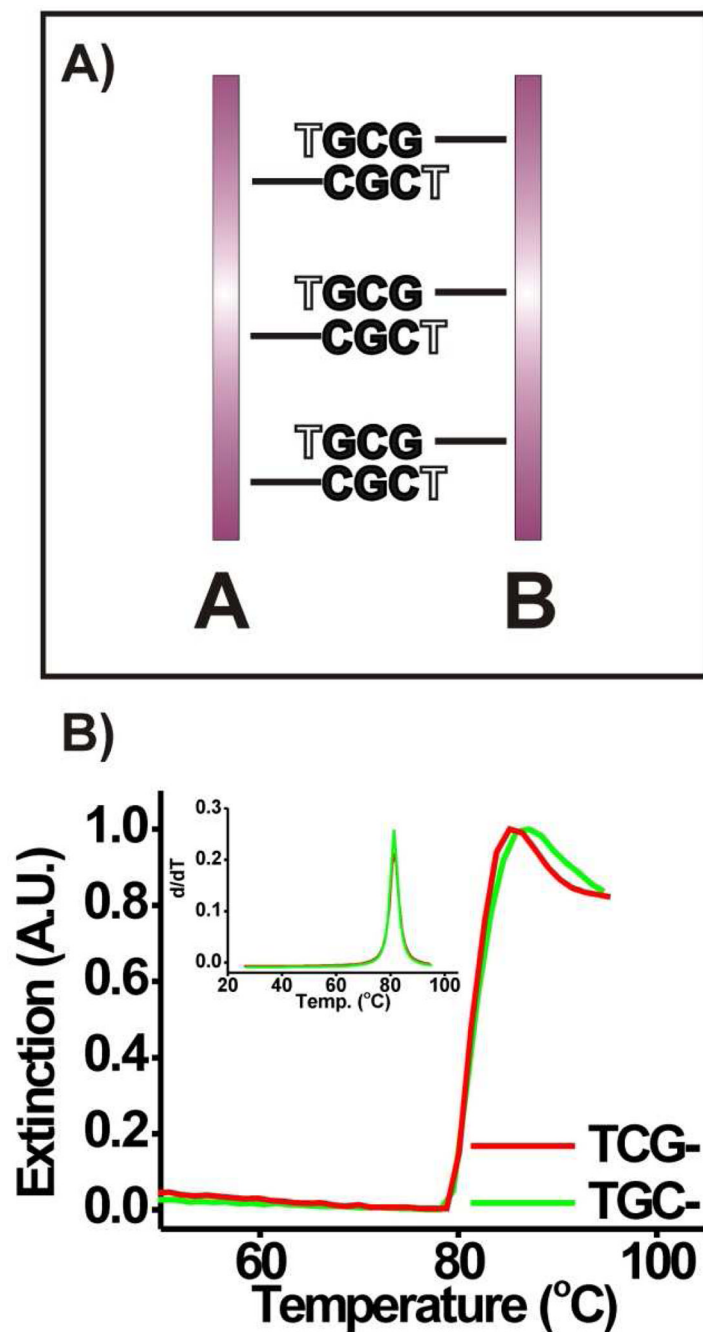 A)
TGCG
CGCT
TGCG
CGCT
TGCG
CGCT
A B
B)
0.3
0.2
0.1
0.0
d/dT
20 40 60 80 100
Temp. (°C)
1.0
0.8
0.6
0.4
0.2
0.0
Extinction (A.U.)
TCG-
TGC-
60 80 100
Temperature (°C)